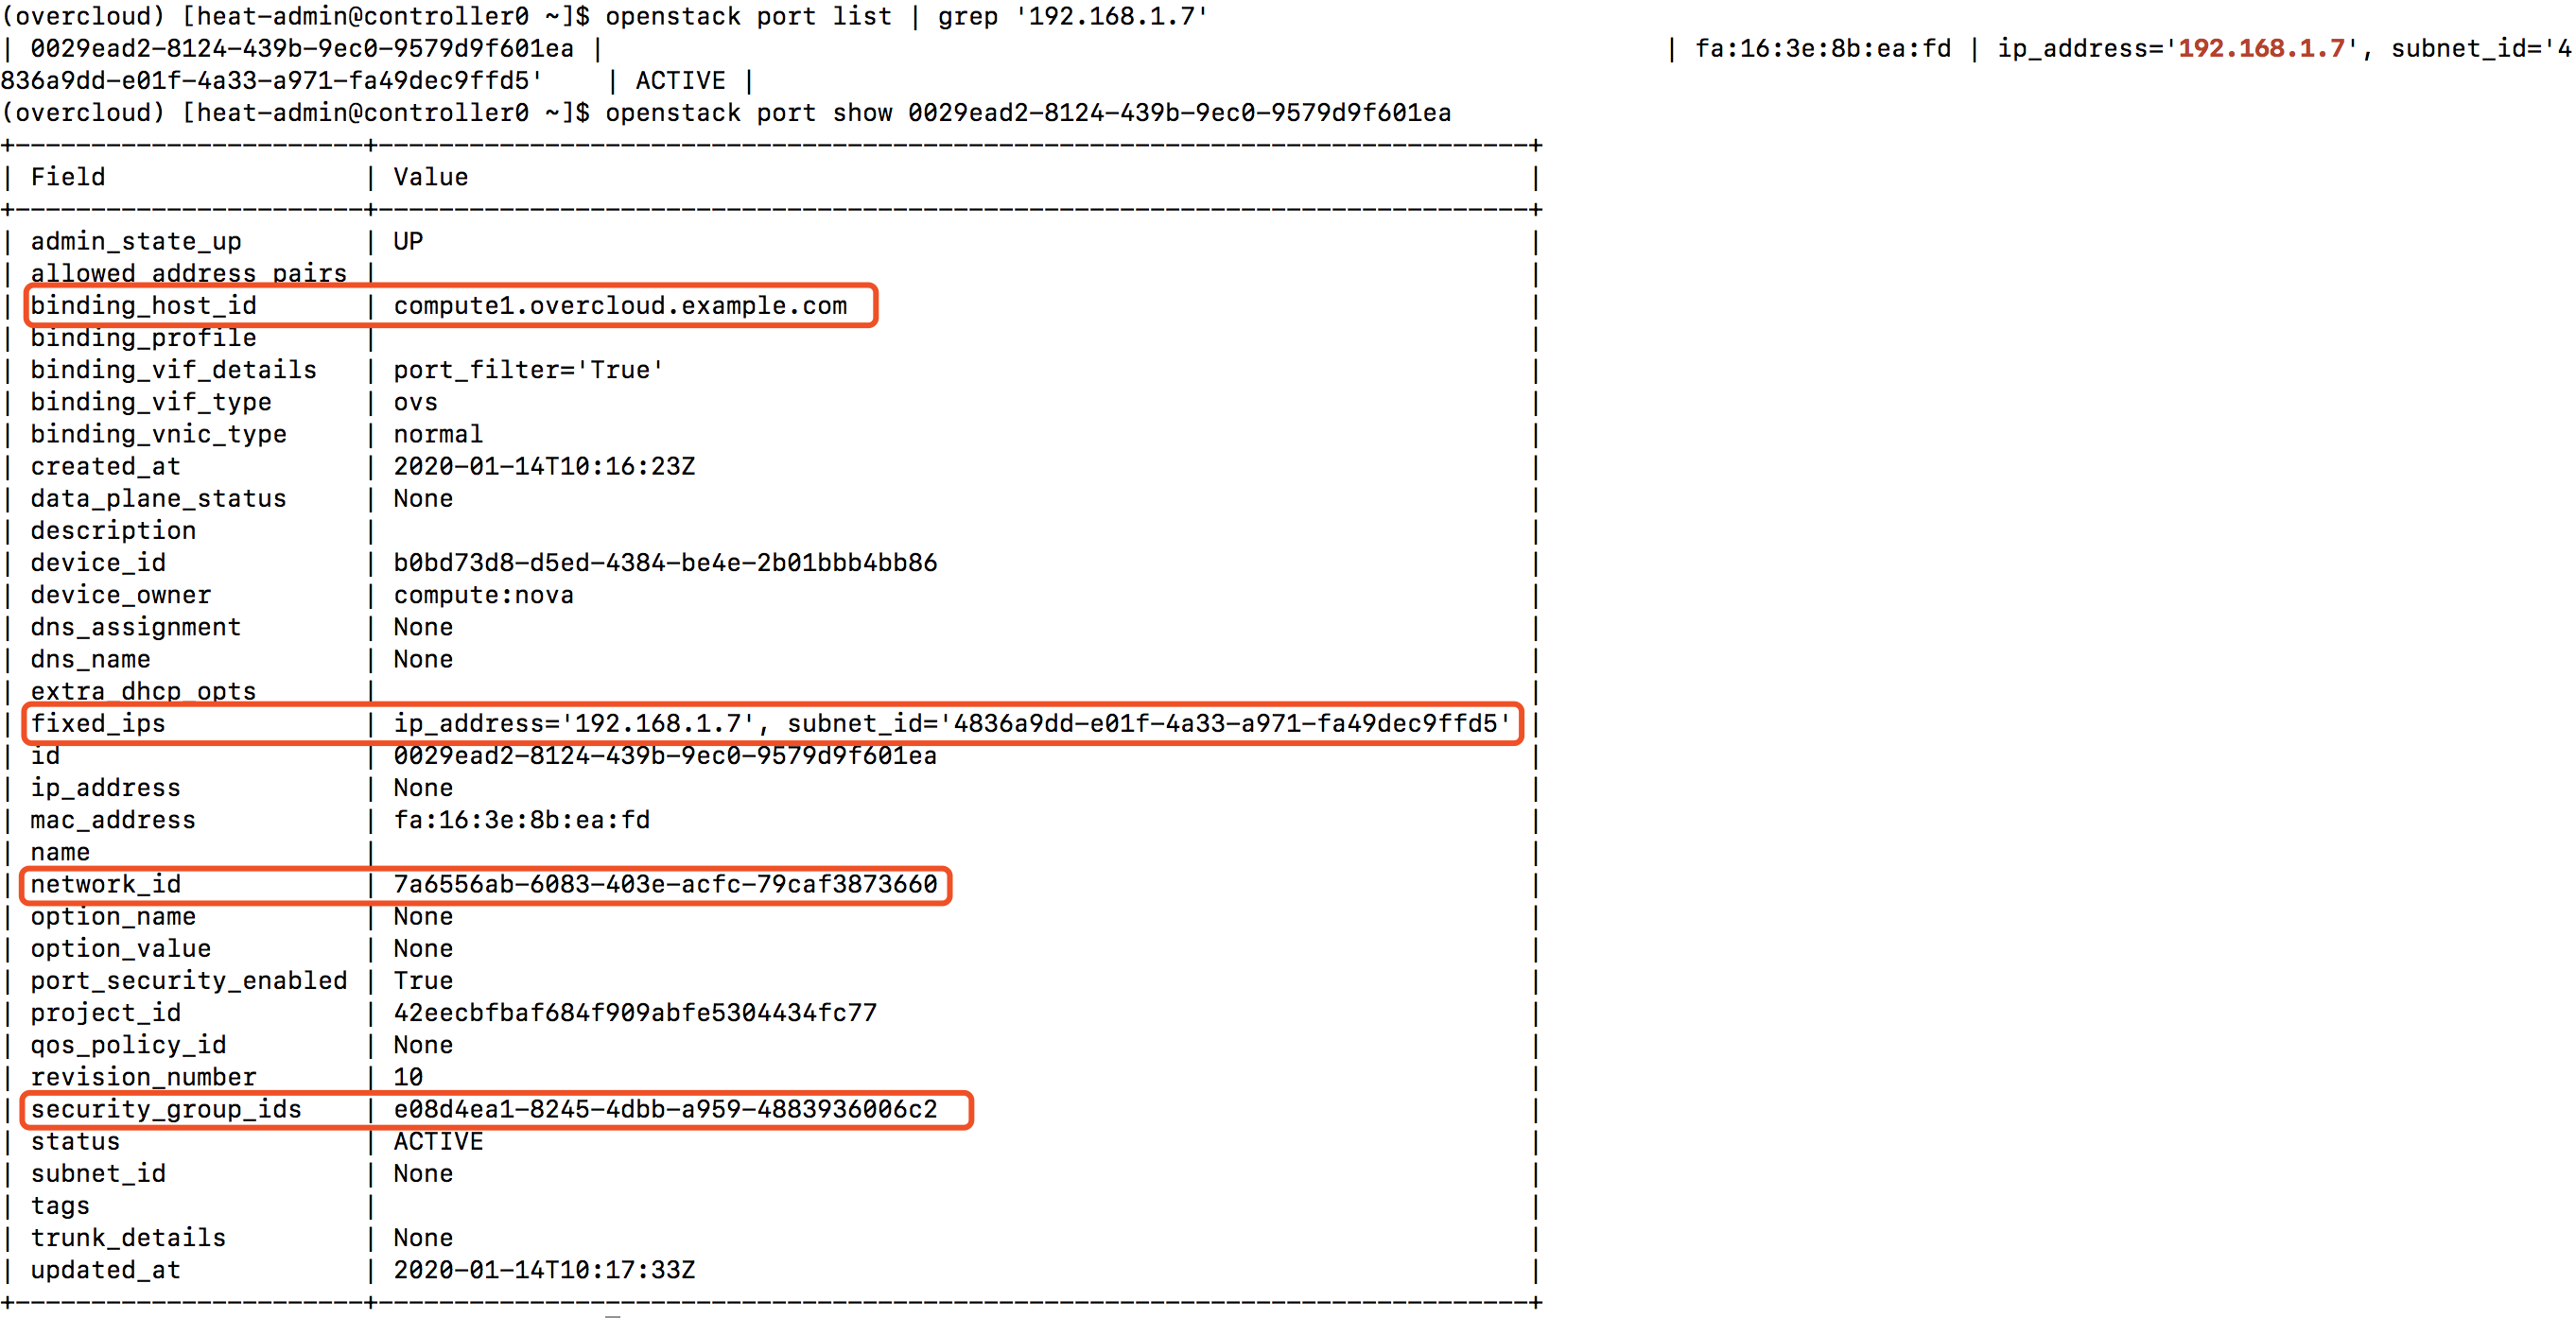 (overcloud) [heat-admin@controller0 ~]$ openstack port list | grep '192.168.1.7'
| 0029ead2-8124-439b-9ec0-9579d9f601ea |                                                                       | fa:16:3e:8b:ea:fd | ip_address='192.168.1.7', subnet_id='4
836a9dd-e01f-4a33-a971-fa49dec9ffd5'    | ACTIVE |
(overcloud) [heat-admin@controller0 ~]$ openstack port show 0029ead2-8124-439b-9ec0-9579d9f601ea
+-----------------------+----------------------------------------------------------------------------+
| Field                 | Value                                                                      |
+-----------------------+----------------------------------------------------------------------------+
| admin_state_up        | UP                                                                         |
| allowed_address_pairs |                                                                            |
| binding_host_id       | compute1.overcloud.example.com                                             |
| binding_profile       |                                                                            |
| binding_vif_details   | port_filter='True'                                                         |
| binding_vif_type      | ovs                                                                        |
| binding_vnic_type     | normal                                                                     |
| created_at            | 2020-01-14T10:16:23Z                                                       |
| data_plane_status     | None                                                                       |
| description           |                                                                            |
| device_id             | b0bd73d8-d5ed-4384-be4e-2b01bbb4bb86                                       |
| device_owner          | compute:nova                                                               |
| dns_assignment        | None                                                                       |
| dns_name              | None                                                                       |
| extra_dhcp_opts       |                                                                            |
| fixed_ips             | ip_address='192.168.1.7', subnet_id='4836a9dd-e01f-4a33-a971-fa49dec9ffd5' |
| id                    | 0029ead2-8124-439b-9ec0-9579d9f601ea                                       |
| ip_address            | None                                                                       |
| mac_address           | fa:16:3e:8b:ea:fd                                                          |
| name                  |                                                                            |
| network_id            | 7a6556ab-6083-403e-acfc-79caf3873660                                       |
| option_name           | None                                                                       |
| option_value          | None                                                                       |
| port_security_enabled | True                                                                       |
| project_id            | 42eecbfbaf684f909abfe5304434fc77                                           |
| qos_policy_id         | None                                                                       |
| revision_number       | 10                                                                         |
| security_group_ids    | e08d4ea1-8245-4dbb-a959-4883936006c2                                       |
| status                | ACTIVE                                                                     |
| subnet_id             | None                                                                       |
| tags                  |                                                                            |
| trunk_details         | None                                                                       |
| updated_at            | 2020-01-14T10:17:33Z                                                       |
+-----------------------+----------------------------------------------------------------------------+